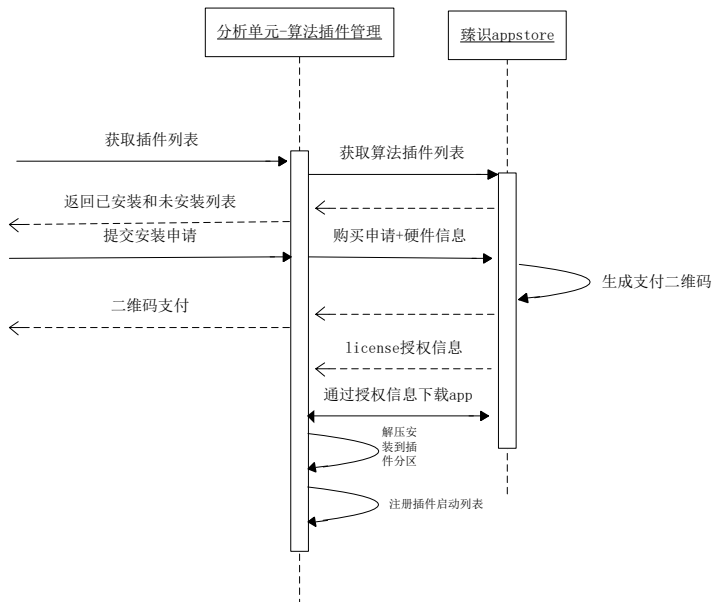 分析单元-算法插件管理
臻识appstore
获取插件列表
获取算法插件列表
返回已安装和未安装列表
提交安装申请
购买申请+硬件信息
生成支付二维码
二维码支付
license授权信息
通过授权信息下载app
解压安
装到插
件分区
注册插件启动列表